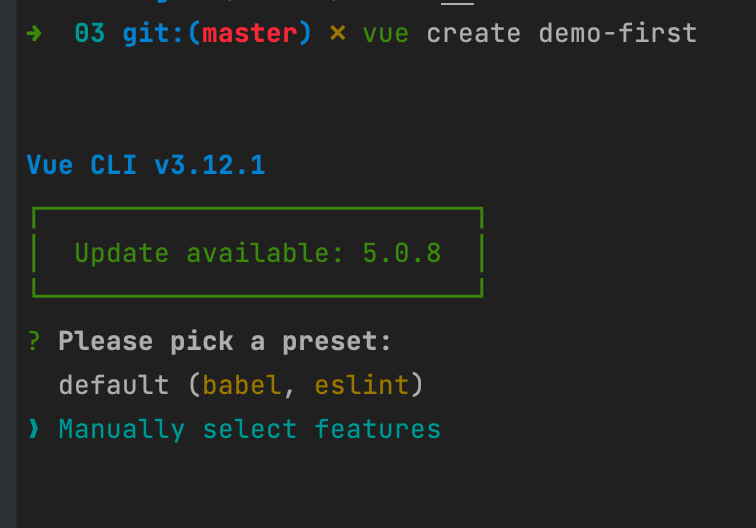 ➜  03 git:(master) ✗ vue create demo-first
Vue CLI v3.12.1
Update available: 5.0.8
? Please pick a preset:
default (babel, eslint)
❯ Manually select features